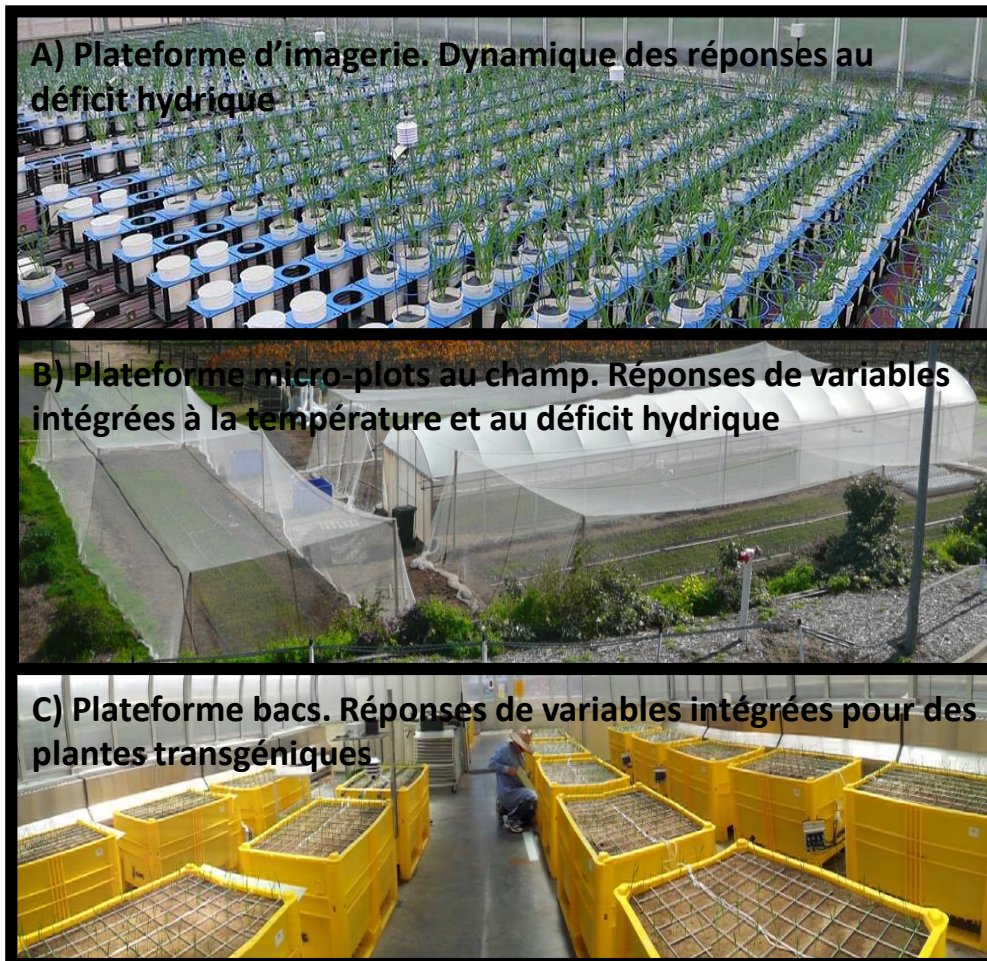 A) Plateforme d’imagerie. Dynamique des réponses au
déficit hydrique
B) Plateforme micro-plots au champ. Réponses de variables
intégrées à la température et au déficit hydrique
C) Plateforme bacs. Réponses de variables intégrées pour des
plantes transgéniques